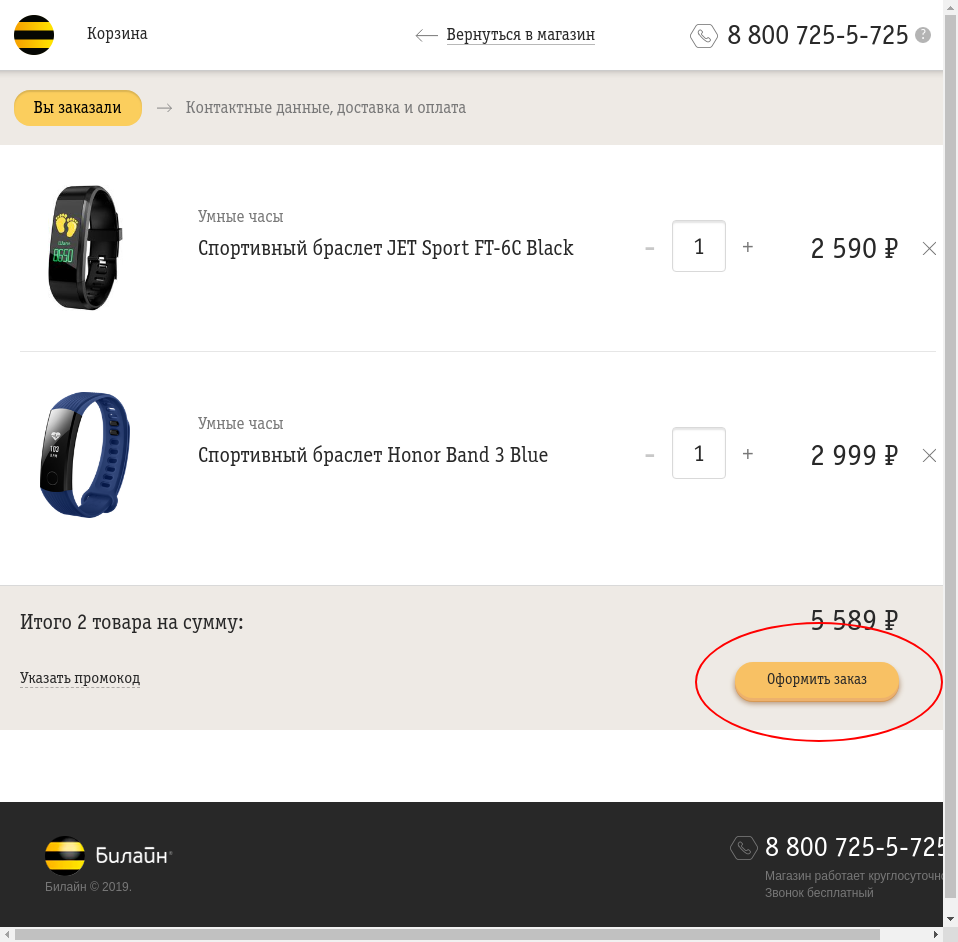 Корзина
Вернуться в магазин
8 800 725-5-725 ?
Вы заказали
Контактные данные, доставка и оплата
Умные часы
Спортивный браслет JET Sport FT-6C Black
- 1 + 2 590 ₽
8650
Умные часы
Спортивный браслет Honor Band 3 Blue
- 1 + 2 999 ₽
103
Итого 2 товара на сумму:
5 589 ₽
Указать промокод
Оформить заказ
Билайн
Билайн © 2019.
8 800 725-5-725
Магазин работает круглосуточно
Звонок бесплатный